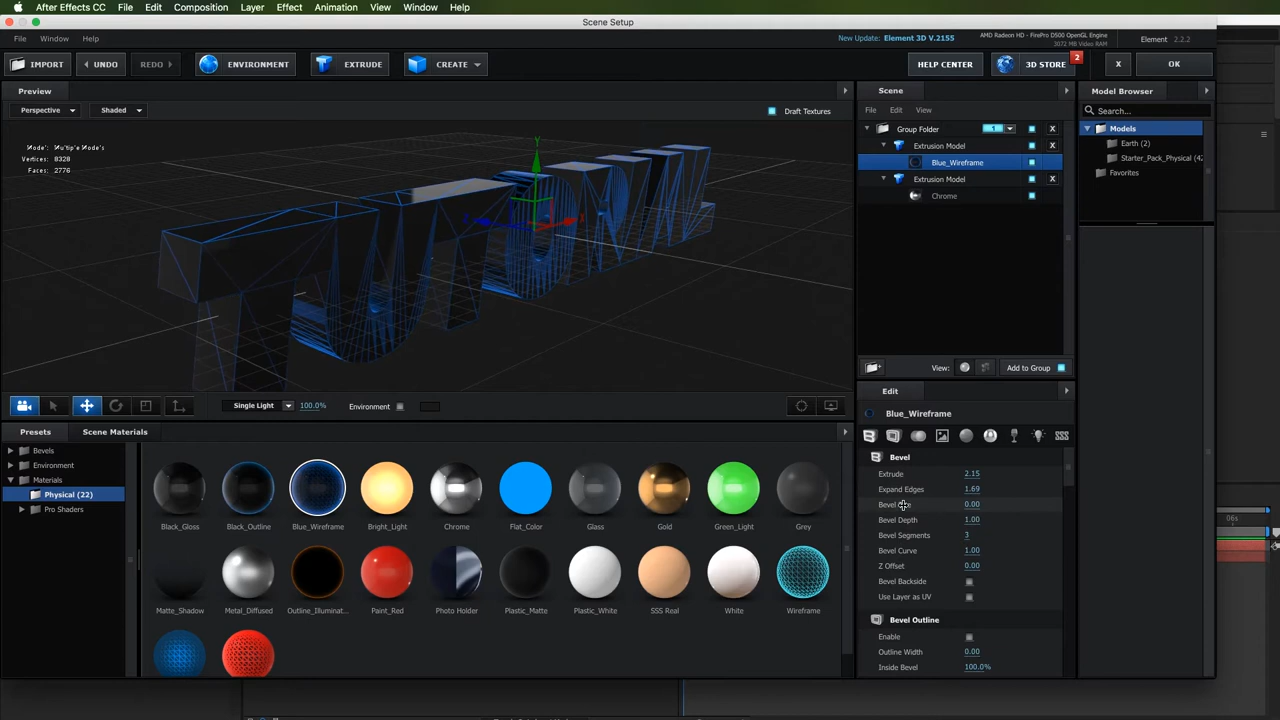 After Effects CC File Edit Composition Layer Effect Animation View Window Help
Scene Setup
File Window Help
New Update: Element 3D V.2155
AMD Radeon HD - FirePro D500 OpenGL Engine
3072 MB Video RAM
Element 2.2.2
IMPORT UNDO REDO ENVIRONMENT EXTRUDE CREATE HELP CENTER 3D STORE 2 X OK
Preview
Perspective Shaded Draft Textures
Vertices: 8328
Faces: 2776
Y
Single Light 100.0% Environment
Scene
File Edit View
Group Folder 1 X
Extrusion Model X
Blue_Wireframe
Extrusion Model X
Chrome
View: Add to Group
Model Browser
Search...
Models
Earth (2)
Starter_Pack_Physical (42
Favorites
Presets Scene Materials
Bevels
Environment
Materials
Physical (22)
Pro Shaders
Black_Gloss Black_Outline Blue_Wireframe Bright_Light Chrome Flat_Color Glass Gold Green_Light Grey
Matte_Shadow Metal_Diffused Outline_Illuminat... Paint_Red Photo Holder Plastic_Matte Plastic_White SSS Real White Wireframe
Edit
Blue_Wireframe
Bevel
Extrude 2.15
Expand Edges 1.69
Bevel 0.00
Bevel Depth 1.00
Bevel Segments 3
Bevel Curve 1.00
Z Offset 0.00
Bevel Backside
Use Layer as UV
Bevel Outline
Enable
Outline Width 0.00
Inside Bevel 100.0%
06s